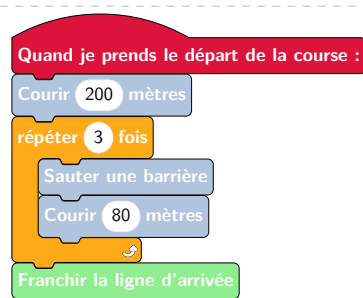 Quand je prends le départ de la course :
Courir 200 mètres
répéter 3 fois
Sauter une barrière
Courir 80 mètres
Franchir la ligne d'arrivée